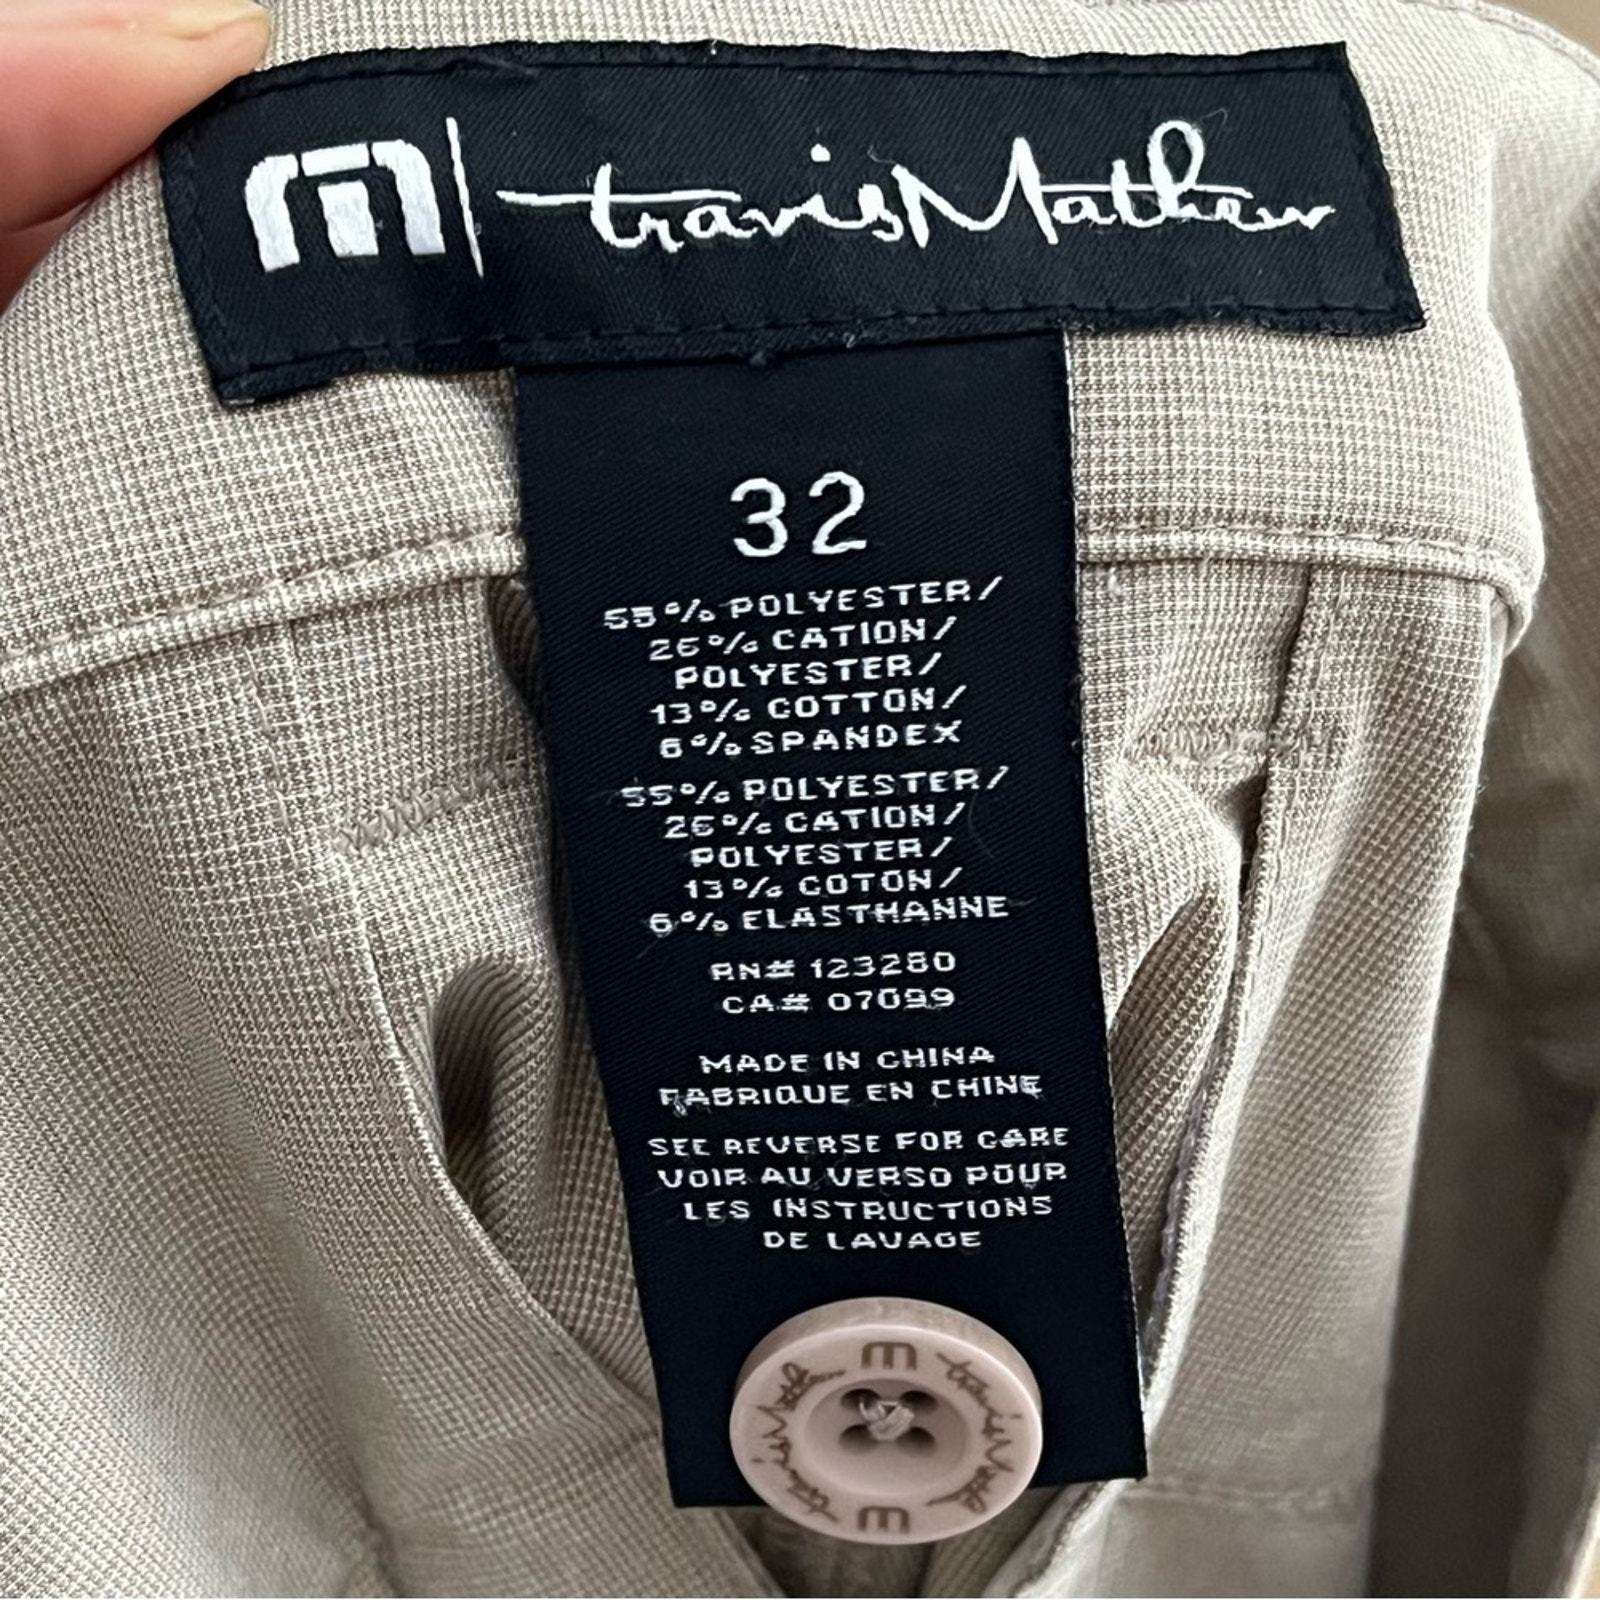 m | travisMathew
32
55% POLYESTER/
26% CATION/
POLYESTER/
13% COTTON/
6% SPANDEX
55% POLYESTER/
26% CATION/
POLYESTER/
13% COTON/
6% ELASTHANNE
RN# 123280
CA# 07099
MADE IN CHINA
FABRIQUE EN CHINE
SEE REVERSE FOR CARE
VOIR AU VERSO POUR
LES INSTRUCTIONS
DE LAVAGE
m travisMathew m travisMathew